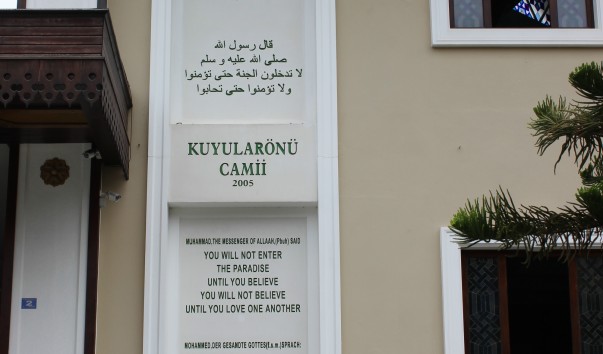 قال رسول الله
صلى الله عليه و سلم
لا تدخلون الجنة حتى تؤمنوا
ولا تؤمنوا حتى تحابوا
KUYULARÖNÜ
CAMİİ
2005
MUHAMMAD,THE MESSENGER OF ALLAAH,(Pbuh) SAID
YOU WILL NOT ENTER
THE PARADISE
UNTIL YOU BELIEVE
YOU WILL NOT BELIEVE
UNTIL YOU LOVE ONE ANOTHER
MOHAMMED,DER GESANDTE GOTTES(f.s.m.)SPRACH: